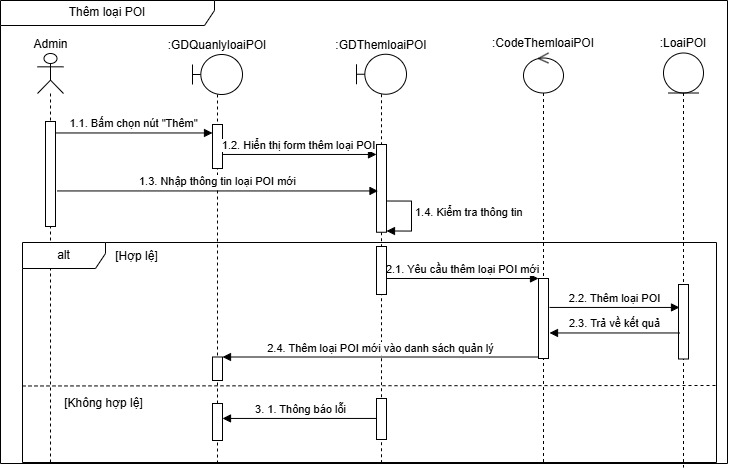 Thêm loại POI
Admin
:GDQuanlyloaiPOI
:GDThemloaiPOI
:CodeThemloaiPOI
:LoaiPOI
1.1. Bấm chọn nút "Thêm"
1.2. Hiển thị form thêm loại POI
1.3. Nhập thông tin loại POI mới
1.4. Kiểm tra thông tin
alt
[Hợp lệ]
2.1. Yêu cầu thêm loại POI mới
2.2. Thêm loại POI
2.3. Trả về kết quả
2.4. Thêm loại POI mới vào danh sách quản lý
[Không hợp lệ]
3. 1. Thông báo lỗi